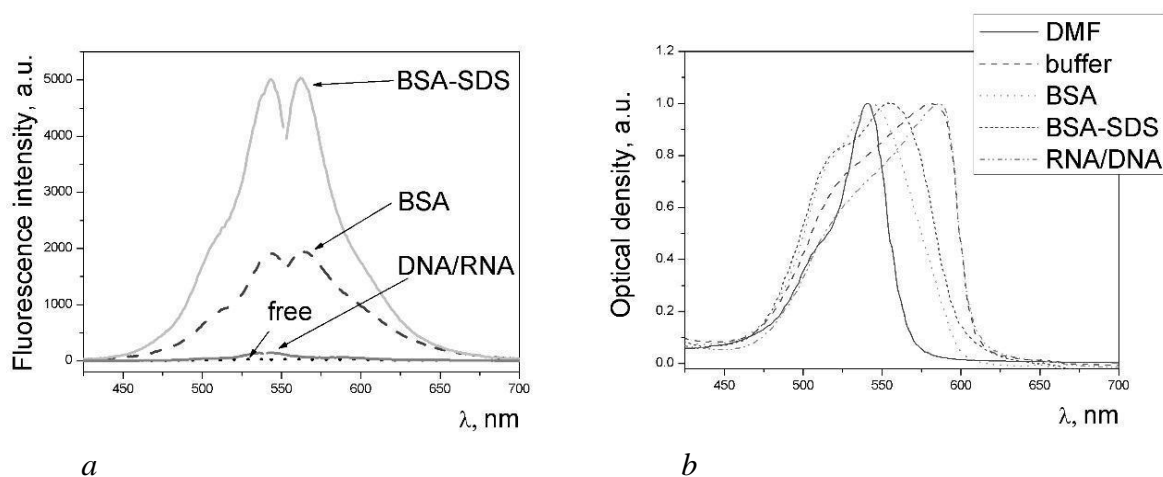 Fluorescence intensity, a.u.
5000
4000
3000
2000
1000
0
BSA-SDS
BSA
DNA/RNA
free
450 500 550 600 650 700
λ, nm
a
DMF
buffer
BSA
BSA-SDS
RNA/DNA
Optical density, a.u.
1.2
1.0
0.8
0.6
0.4
0.2
0.0
450 500 550 600 650 700
λ, nm
b